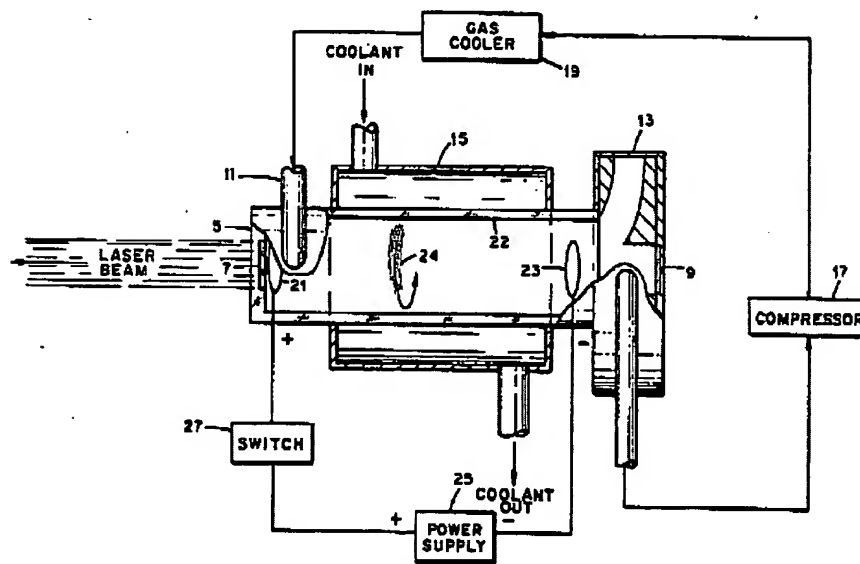 GAS
COOLER
19
COOLANT
IN
13
15
11
5
22
LASER
BEAM
7
24
23
9
21
17
COMPRESSOR
+
-
27
SWITCH
25
COOLANT
OUT
+
-
POWER
SUPPLY